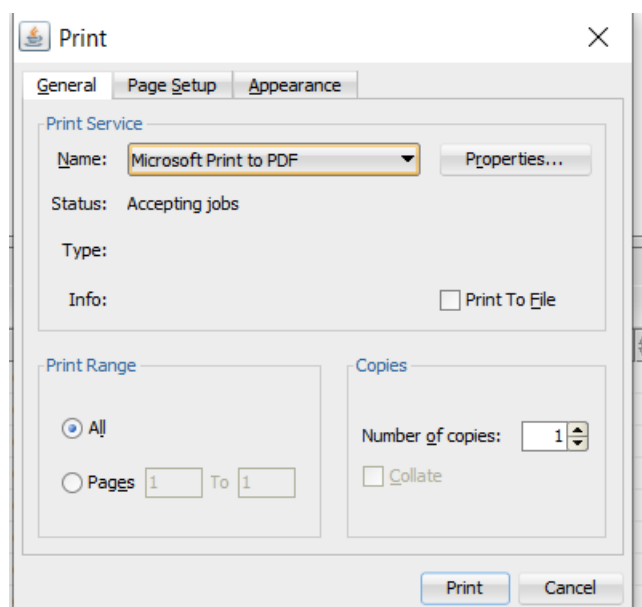 Print
General Page Setup Appearance
Print Service
Name: Microsoft Print to PDF Properties...
Status: Accepting jobs
Type:
Info: Print To File
Print Range Copies
All
Number of copies: 1
Pages 1 To 1
Collate
Print Cancel